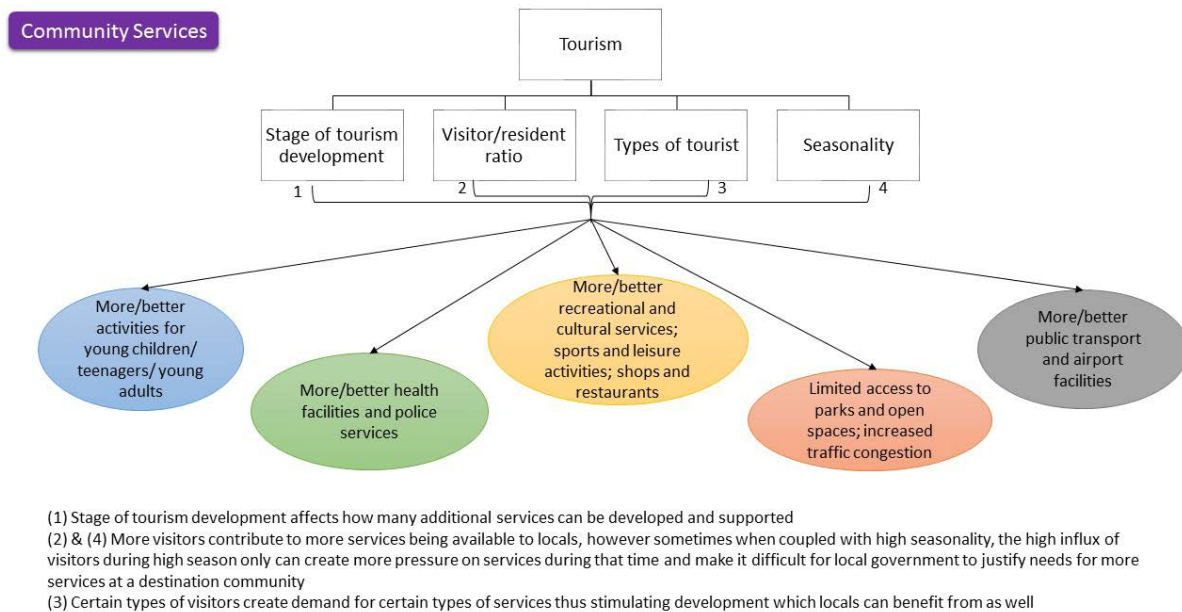 Community Services
Tourism
Stage of tourism
development
Visitor/resident
ratio
Types of tourist
Seasonality
1
2
3
4
More/better
activities for
young children/
teenagers/ young
adults
More/better health
facilities and police
services
More/better
recreational and
cultural services;
sports and leisure
activities; shops and
restaurants
Limited access to
parks and open
spaces; increased
traffic congestion
More/better
public transport
and airport
facilities
(1) Stage of tourism development affects how many additional services can be developed and supported
(2) & (4) More visitors contribute to more services being available to locals, however sometimes when coupled with high seasonality, the high influx of
visitors during high season only can create more pressure on services during that time and make it difficult for local government to justify needs for more
services at a destination community
(3) Certain types of visitors create demand for certain types of services thus stimulating development which locals can benefit from as well